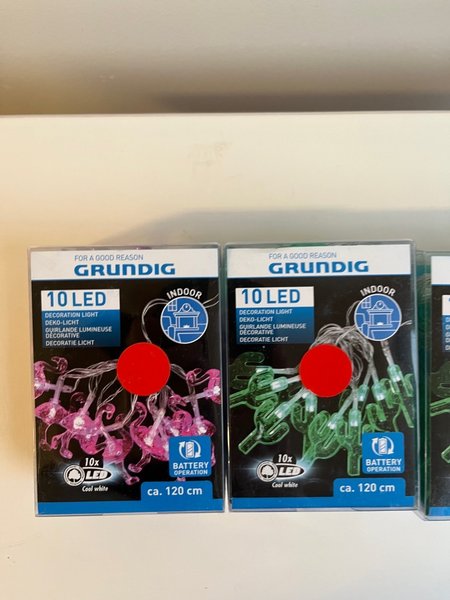 FOR A GOOD REASON
GRUNDIG
10 LED
DECORATION LIGHT
DEKO-LICHT
GUIRLANDE LUMINEUSE
DÉCORATIVE
DECORATIE LICHT
INDOOR
10x
LED
Cool white
BATTERY
OPERATION
ca. 120 cm
FOR A GOOD REASON
GRUNDIG
10 LED
DECORATION LIGHT
DEKO-LICHT
GUIRLANDE LUMINEUSE
DÉCORATIVE
DECORATIE LICHT
INDOOR
10x
LED
Cool white
BATTERY
OPERATION
ca. 120 cm